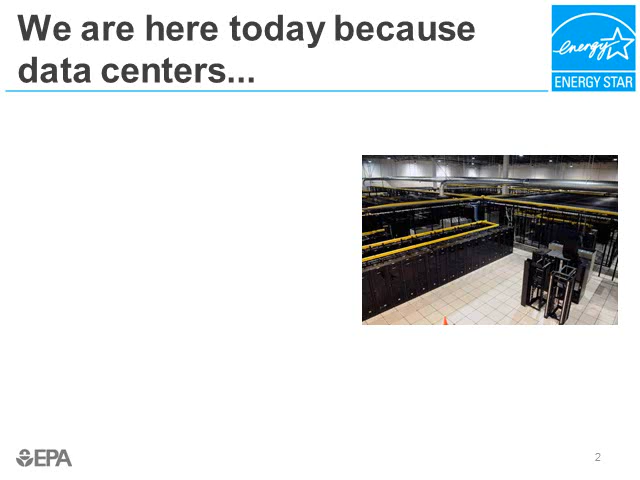 We are here today because
data centers...
energy
ENERGY STAR
EPA
2